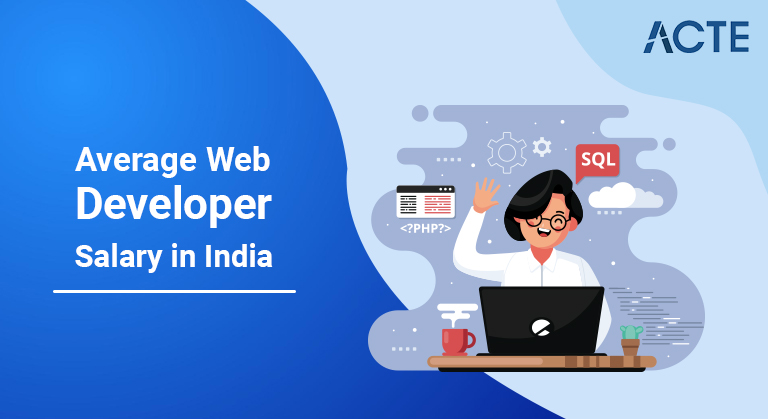 ACTE
Average Web
Developer
Salary in India
SQL
<?PHP?>